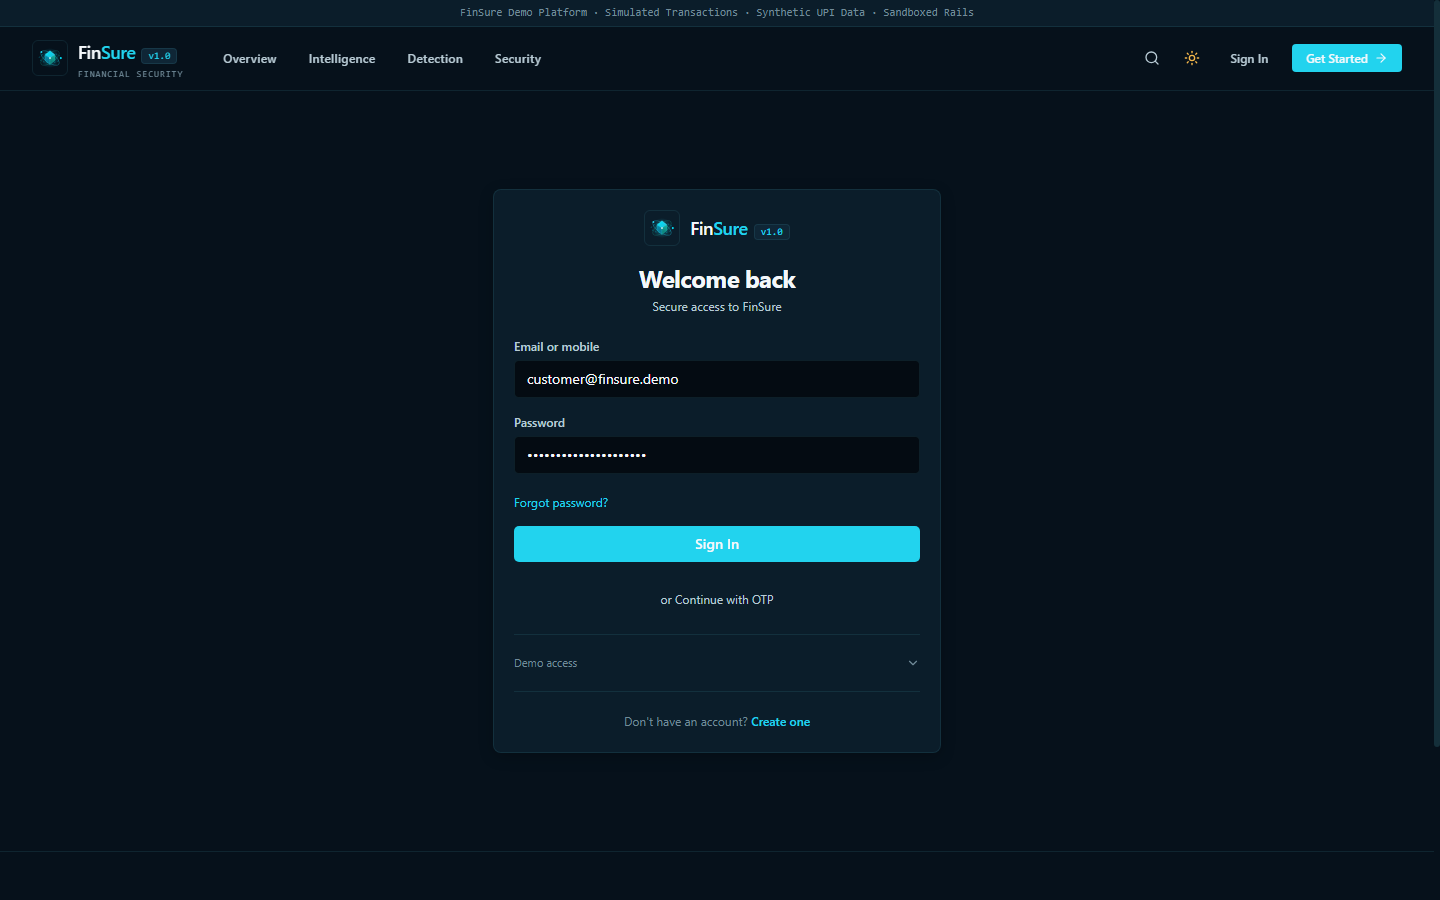 FinSure Demo Platform · Simulated Transactions · Synthetic UPI Data · Sandboxed Rails
FinSure v1.0
FINANCIAL SECURITY
Overview
Intelligence
Detection
Security
Sign In
Get Started →
FinSure v1.0
Welcome back
Secure access to FinSure
Email or mobile
customer@finsure.demo
Password
•••••••••••••••••••••
Forgot password?
Sign In
or Continue with OTP
Demo access
Don't have an account? Create one